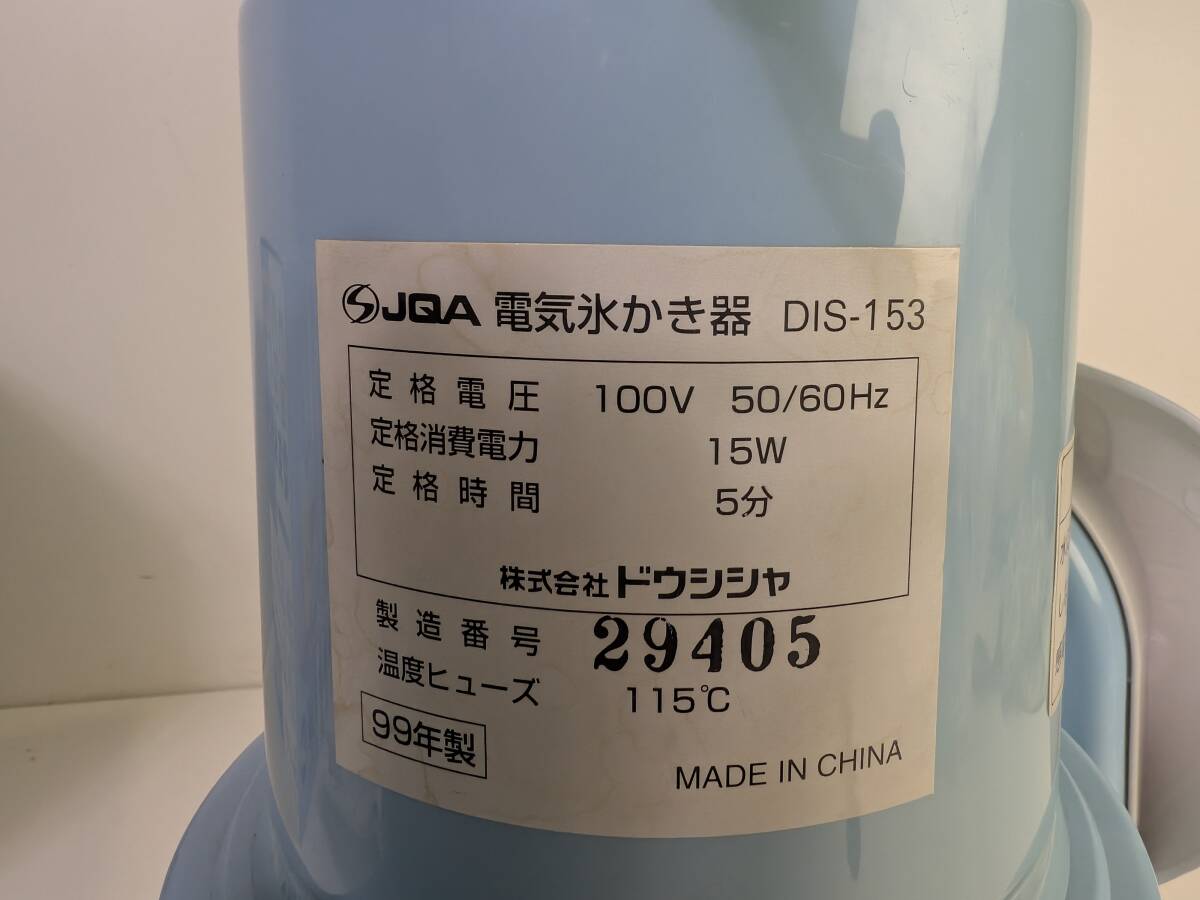 JQA 電気氷かき器 DIS-153
定格電圧 100V 50/60Hz
定格消費電力 15W
定格時間 5分
株式会社ドウシシャ
製造番号 29405
温度ヒューズ 115℃
99年製
MADE IN CHINA